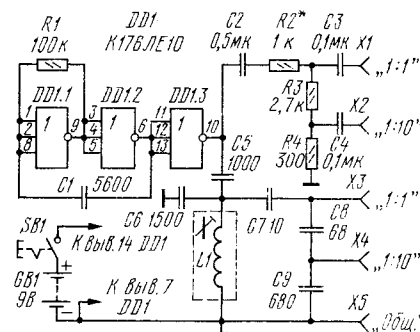 R1
100к
DD1
К176ЛЕ10
C2
0,5мк
R2*
1к
C3
0,1мк
X1
„1:1"
DD1.1
DD1.2
DD1.3
1
2
8
1
9
3
4
5
1
6
11
12
13
1
10
R3
2,7к
X2
„1:10"
R4
300
C4
0,1мк
C1
5600
C5
1000
X3
„1:1"
SB1
К выв.14 DD1
C6 1500
C7 10
C8
68
X4
„1:10"
L1
GB1
9В
К выв.7
DD1
C9
680
X5
„Общ."